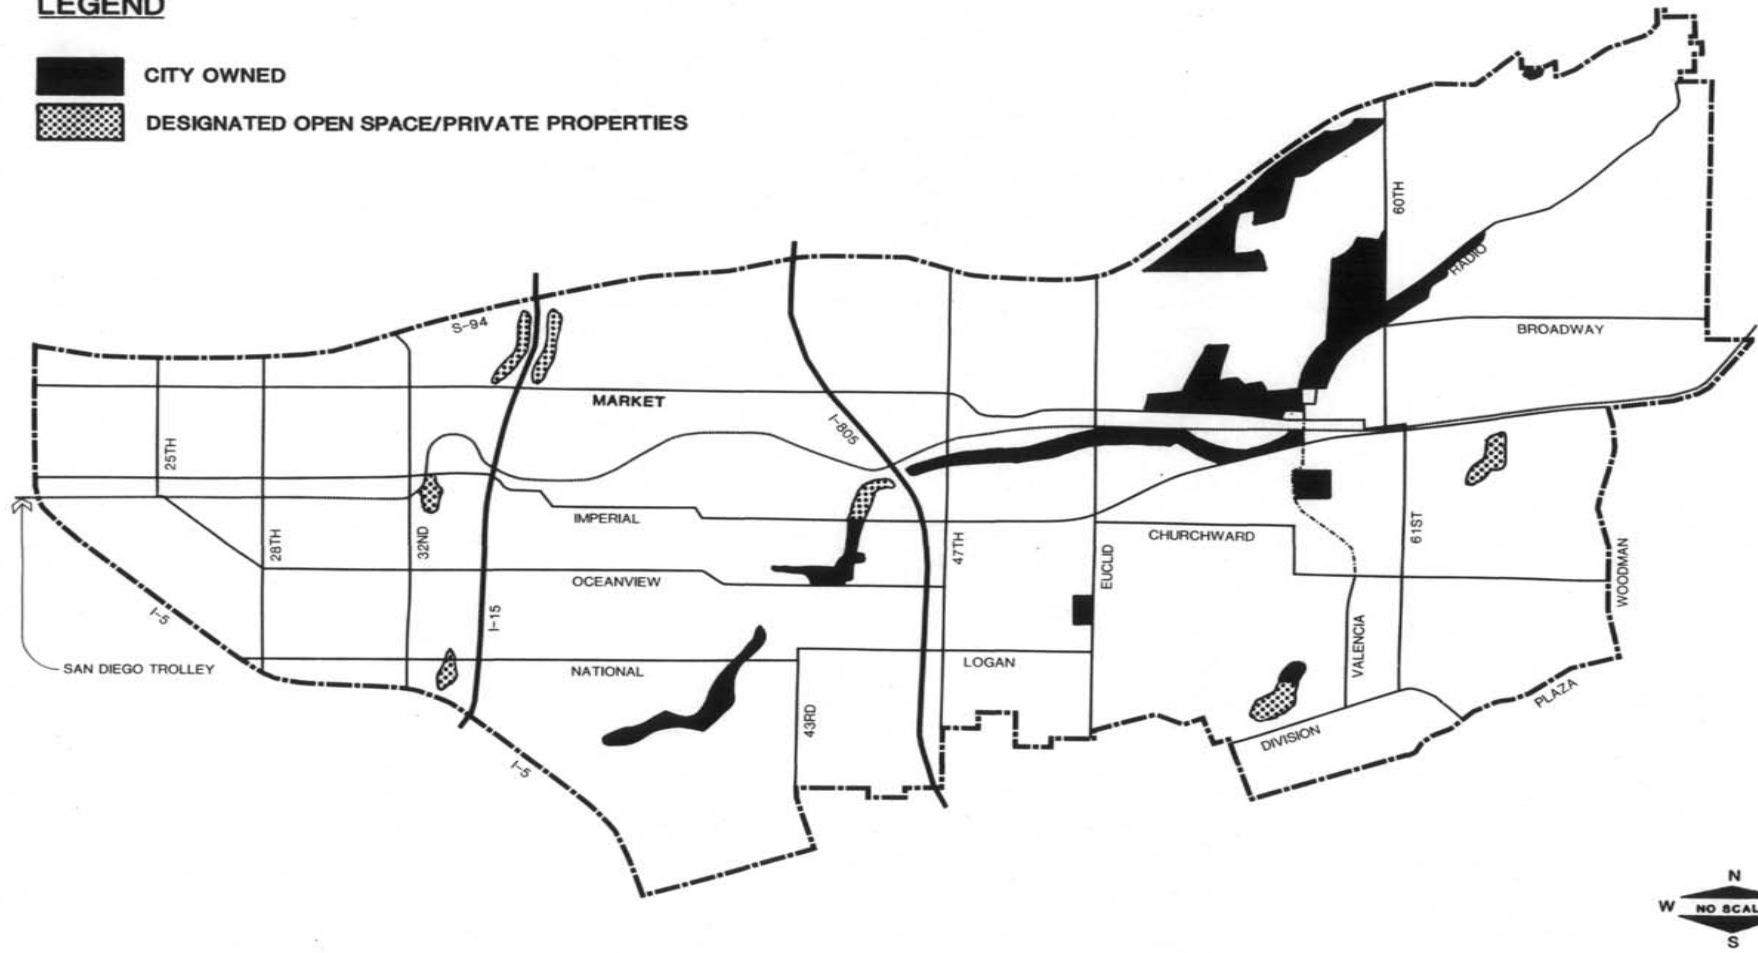 LEGEND
CITY OWNED
DESIGNATED OPEN SPACE/PRIVATE PROPERTIES
60TH
RADIO
S-94
BROADWAY
MARKET
I-805
25TH
28TH
32ND
IMPERIAL
47TH
EUCLID
CHURCHWARD
61ST
WOODMAN
OCEANVIEW
I-5
I-15
VALENCIA
SAN DIEGO TROLLEY
NATIONAL
LOGAN
43RD
PLAZA
DIVISION
I-5
N
W NO SCAL
S